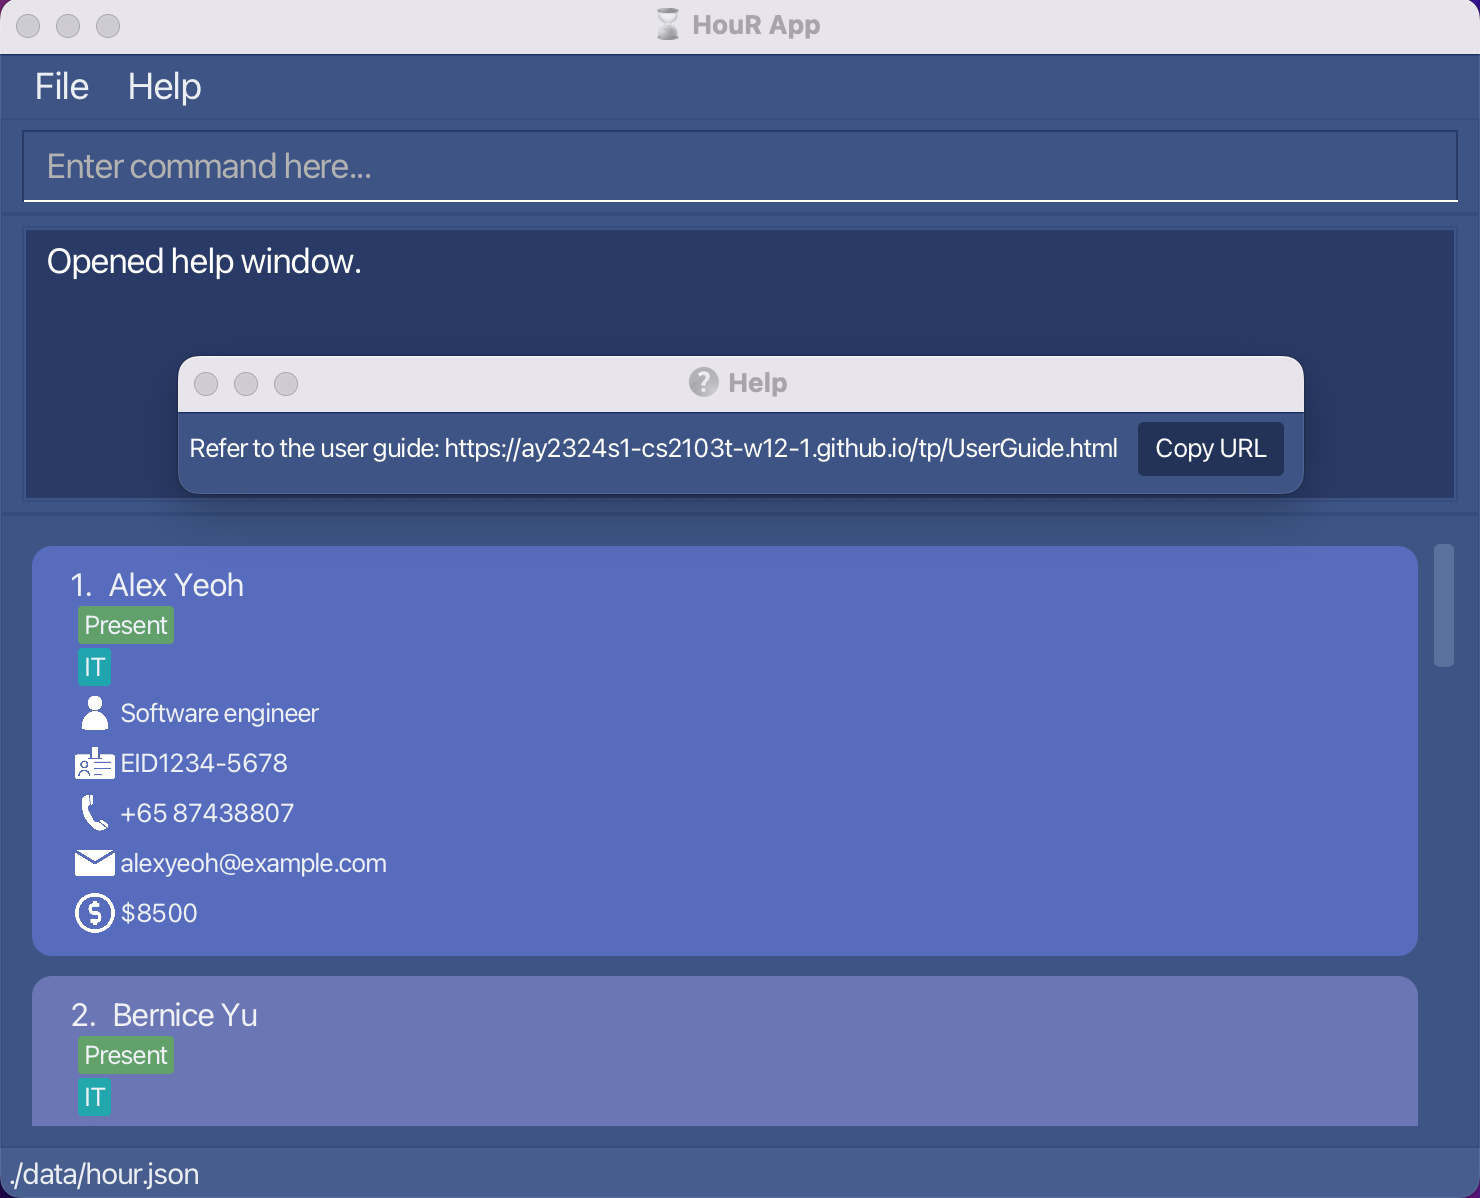 HouR App
File Help
Enter command here...
Opened help window.
Help
Refer to the user guide: https://ay2324s1-cs2103t-w12-1.github.io/tp/UserGuide.html Copy URL
1. Alex Yeoh
Present
IT
Software engineer
EID1234-5678
+65 87438807
alexyeoh@example.com
$8500
2. Bernice Yu
Present
IT
./data/hour.json